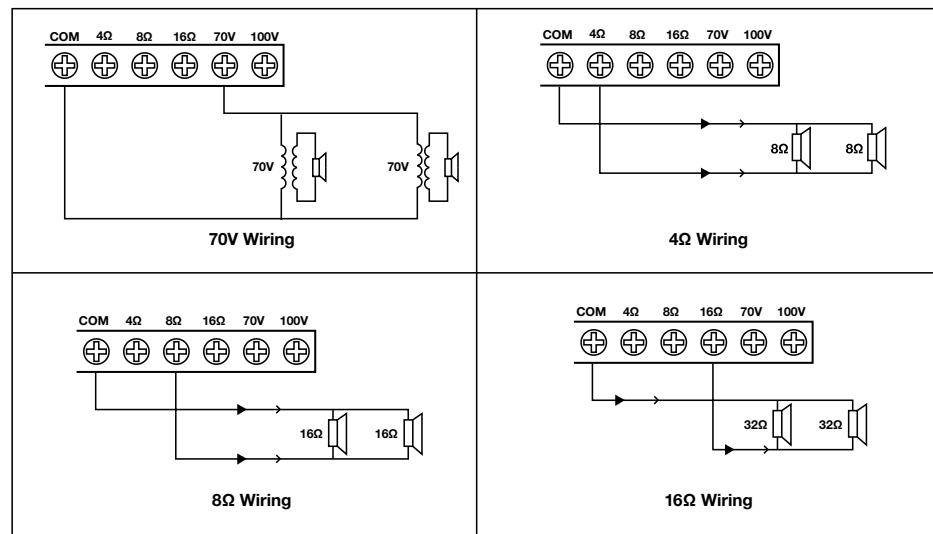 COM 4Ω 8Ω 16Ω 70V 100V
70V 70V
70V Wiring
COM 4Ω 8Ω 16Ω 70V 100V
8Ω 8Ω
4Ω Wiring
COM 4Ω 8Ω 16Ω 70V 100V
16Ω 16Ω
8Ω Wiring
COM 4Ω 8Ω 16Ω 70V 100V
32Ω 32Ω
16Ω Wiring